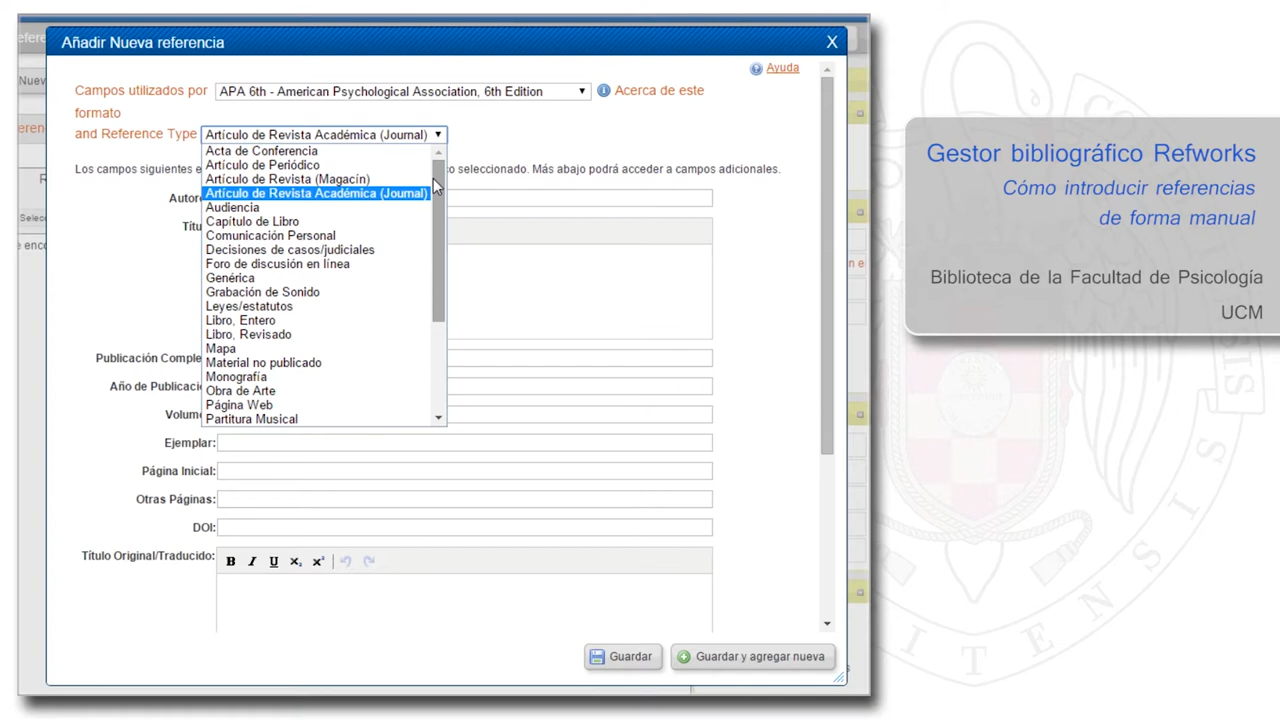 Añadir Nueva referencia
X
Ayuda
Campos utilizados por
APA 6th - American Psychological Association, 6th Edition
Acerca de este
formato
and Reference Type
Artículo de Revista Académica (Journal)
Acta de Conferencia
Artículo de Periódico
Los campos siguientes
seleccionado. Más abajo podrá acceder a campos adicionales.
Artículo de Revista (Magacín)
Artículo de Revista Académica (Journal)
Audiencia
Capítulo de Libro
Comunicación Personal
Decisiones de casos/judiciales
Foro de discusión en línea
Genérica
Grabación de Sonido
Leyes/estatutos
Libro, Entero
Libro, Revisado
Mapa
Material no publicado
Monografía
Obra de Arte
Página Web
Partitura Musical
Publicación
Año de
Ejemplar:
Página Inicial:
Otras Páginas:
DOI:
Título Original/Traducido:
B I U X₂ X²
Guardar
Guardar y agregar nueva
Gestor bibliográfico Refworks
Cómo introducir referencias
de forma manual
Biblioteca de la Facultad de Psicología
UCM